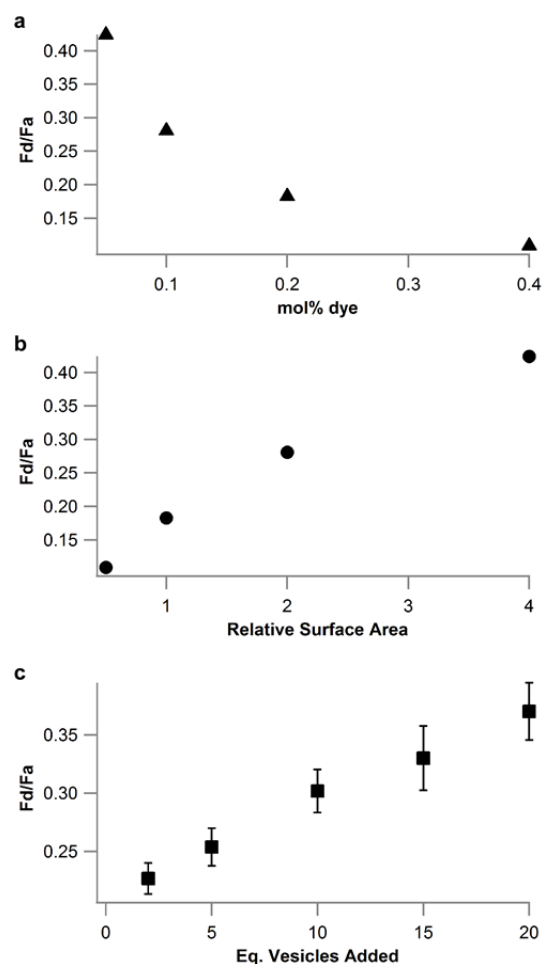 a
0.40
0.35
0.30
0.25
0.20
0.15
Fd/Fa
0.1 0.2 0.3 0.4
mol% dye
b
0.40
0.35
0.30
0.25
0.20
0.15
Fd/Fa
1 2 3 4
Relative Surface Area
c
0.35
0.30
0.25
Fd/Fa
0 5 10 15 20
Eq. Vesicles Added